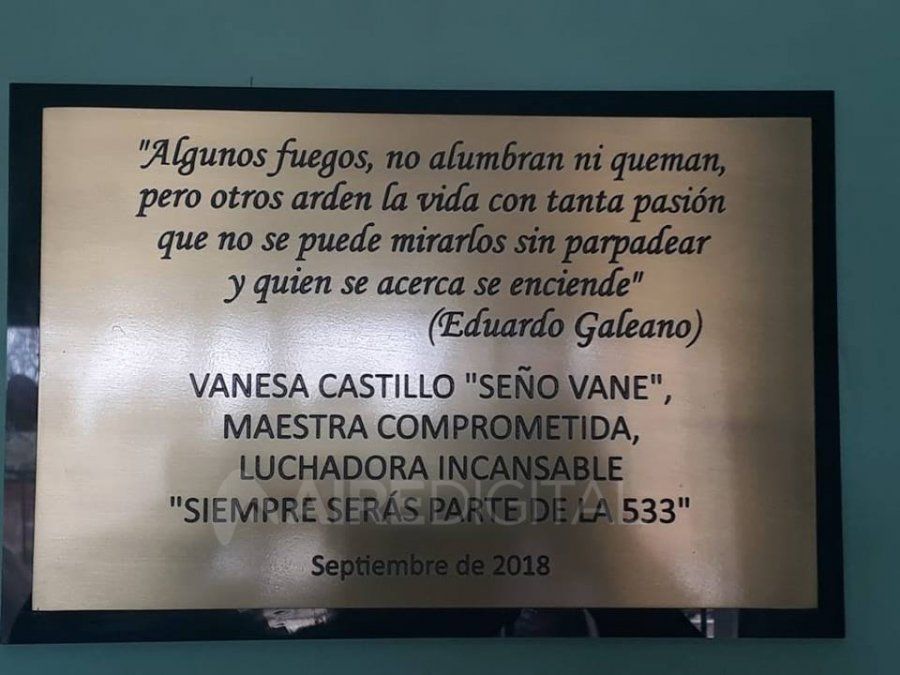 "Algunos fuegos, no alumbran ni queman,
pero otros arden la vida con tanta pasión
que no se puede mirarlos sin parpadear
y quien se acerca se enciende"
(Eduardo Galeano)
VANESA CASTILLO "SEÑO VANE",
MAESTRA COMPROMETIDA,
LUCHADORA INCANSABLE
"SIEMPRE SERÁS PARTE DE LA 533"
AIREDIGITAL
Septiembre de 2018